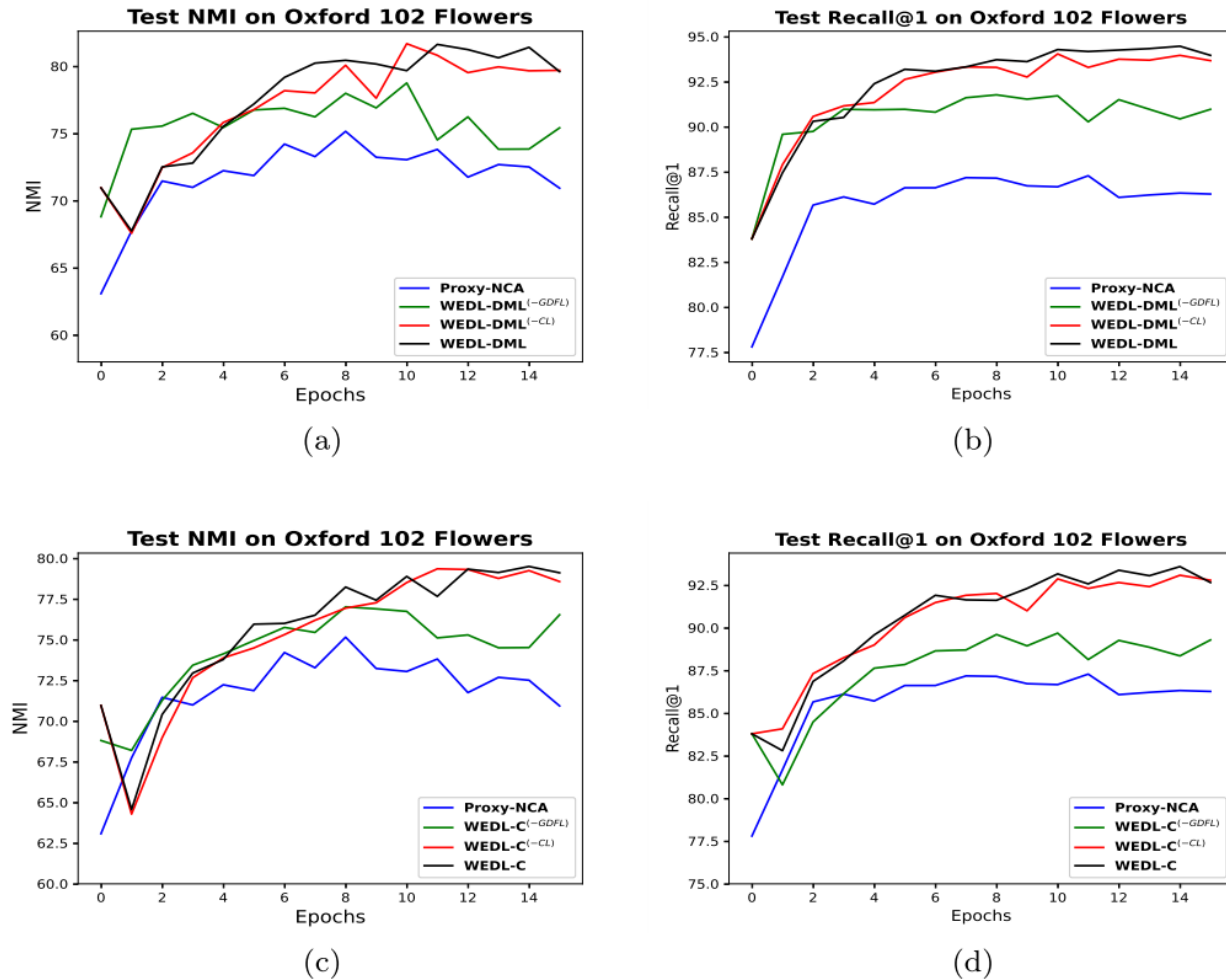 Test NMI on Oxford 102 Flowers
80
75
70
65
60
NMI
0 2 4 6 8 10 12 14
Epochs
Proxy-NCA
WEDL-DML(−GDFL)
WEDL-DML(−CL)
WEDL-DML
(a)
Test Recall@1 on Oxford 102 Flowers
95.0
92.5
90.0
87.5
85.0
82.5
80.0
77.5
Recall@1
0 2 4 6 8 10 12 14
Epochs
Proxy-NCA
WEDL-DML(−GDFL)
WEDL-DML(−CL)
WEDL-DML
(b)
Test NMI on Oxford 102 Flowers
80.0
77.5
75.0
72.5
70.0
67.5
65.0
62.5
60.0
NMI
0 2 4 6 8 10 12 14
Epochs
Proxy-NCA
WEDL-C(−GDFL)
WEDL-C(−CL)
WEDL-C
(c)
Test Recall@1 on Oxford 102 Flowers
92.5
90.0
87.5
85.0
82.5
80.0
77.5
75.0
Recall@1
0 2 4 6 8 10 12 14
Epochs
Proxy-NCA
WEDL-C(−GDFL)
WEDL-C(−CL)
WEDL-C
(d)